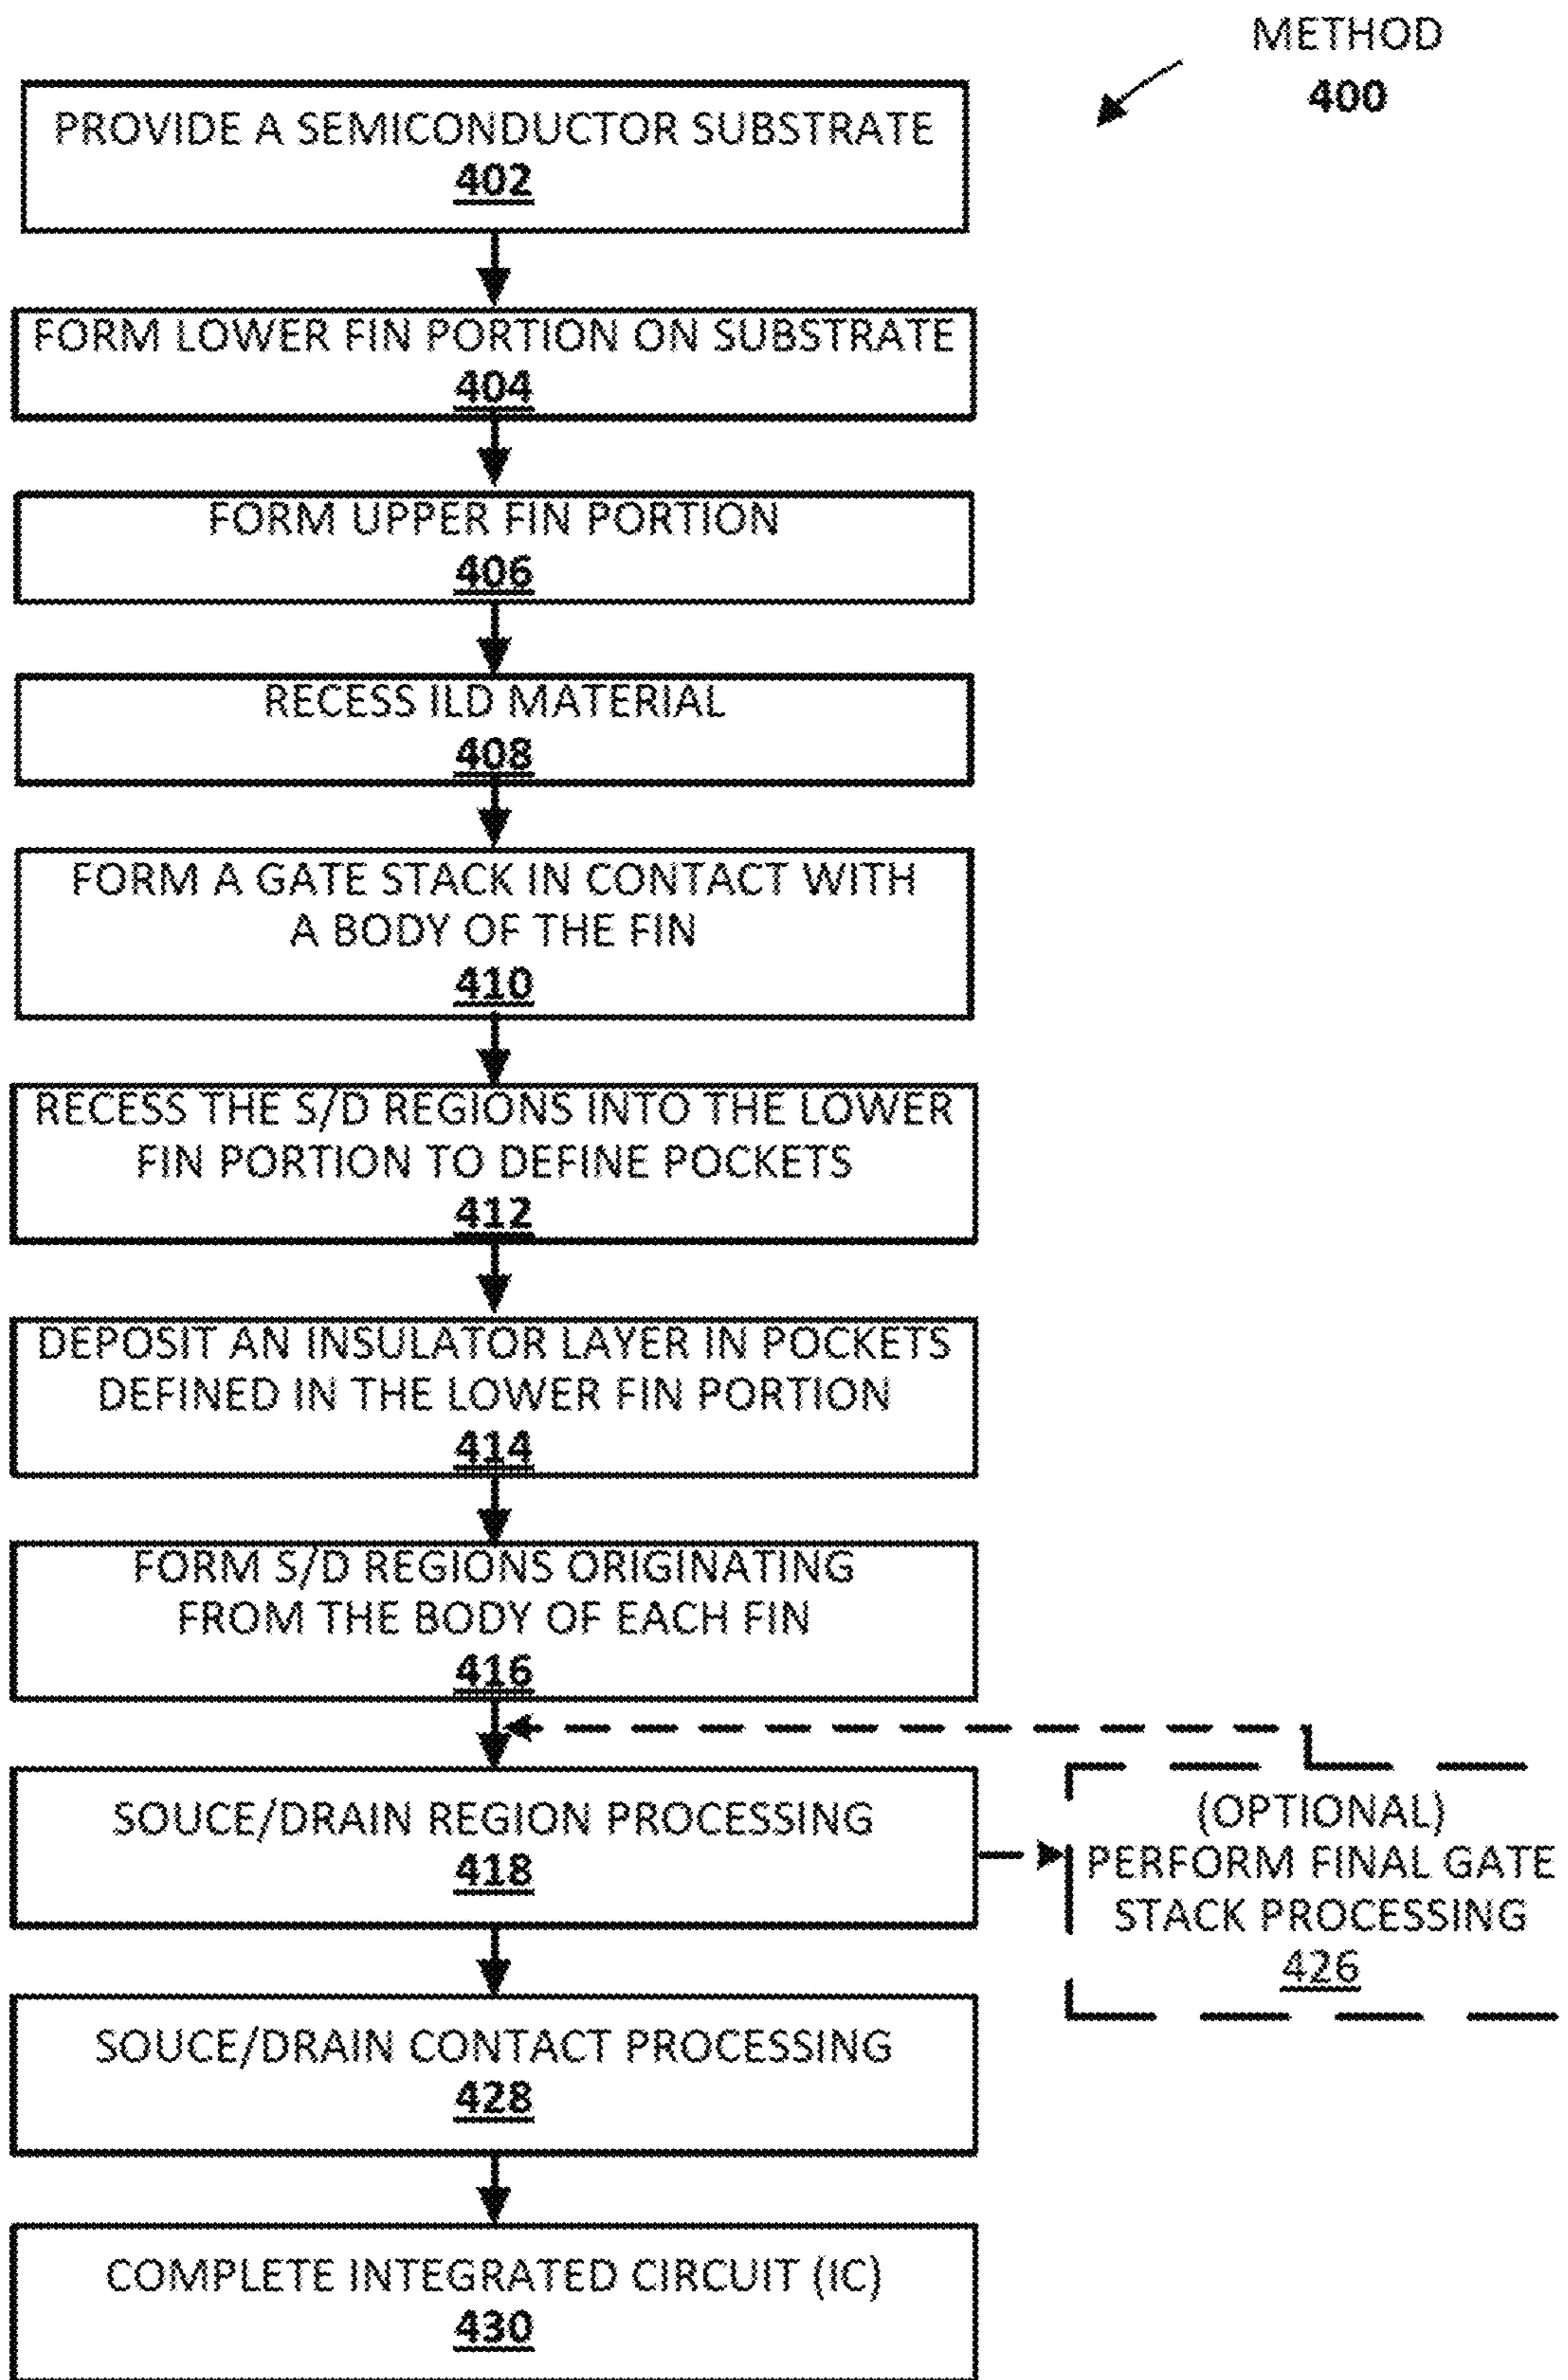 METHOD
400
PROVIDE A SEMICONDUCTOR SUBSTRATE
402
FORM LOWER FIN PORTION ON SUBSTRATE
404
FORM UPPER FIN PORTION
406
RECESS ILD MATERIAL
408
FORM A GATE STACK IN CONTACT WITH
A BODY OF THE FIN
410
RECESS THE S/D REGIONS INTO THE LOWER
FIN PORTION TO DEFINE POCKETS
412
DEPOSIT AN INSULATOR LAYER IN POCKETS
DEFINED IN THE LOWER FIN PORTION
414
FORM S/D REGIONS ORIGINATING
FROM THE BODY OF EACH FIN
416
SOUCE/DRAIN REGION PROCESSING
418
(OPTIONAL)
PERFORM FINAL GATE
STACK PROCESSING
426
SOUCE/DRAIN CONTACT PROCESSING
428
COMPLETE INTEGRATED CIRCUIT (IC)
430